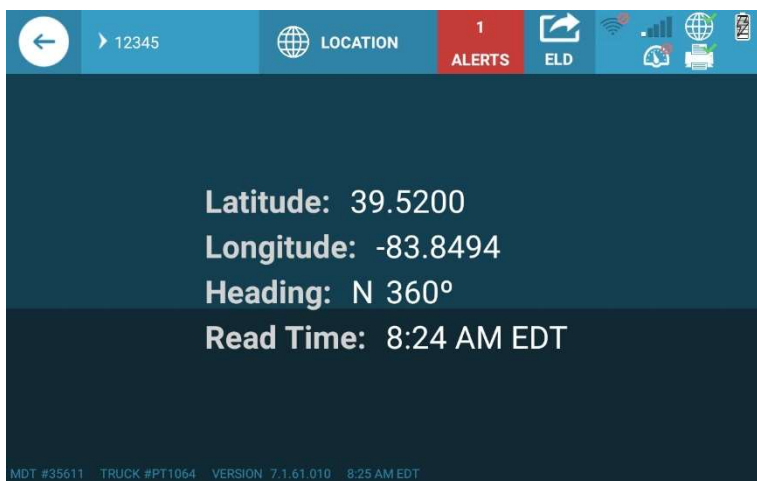 12345
LOCATION
1
ALERTS
ELD
Latitude: 39.5200
Longitude: -83.8494
Heading: N 360º
Read Time: 8:24 AM EDT
MDT #35611 TRUCK #PT1064 VERSION 7.1.61.010 8:25 AM EDT